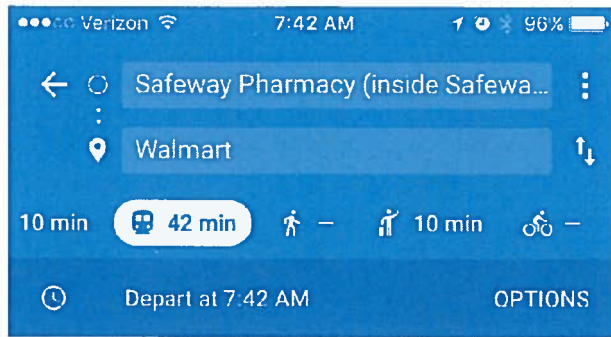 Verizon 7:42 AM 96%
Safeway Pharmacy (inside Safewa...
Walmart
10 min 42 min – 10 min –
Depart at 7:42 AM OPTIONS